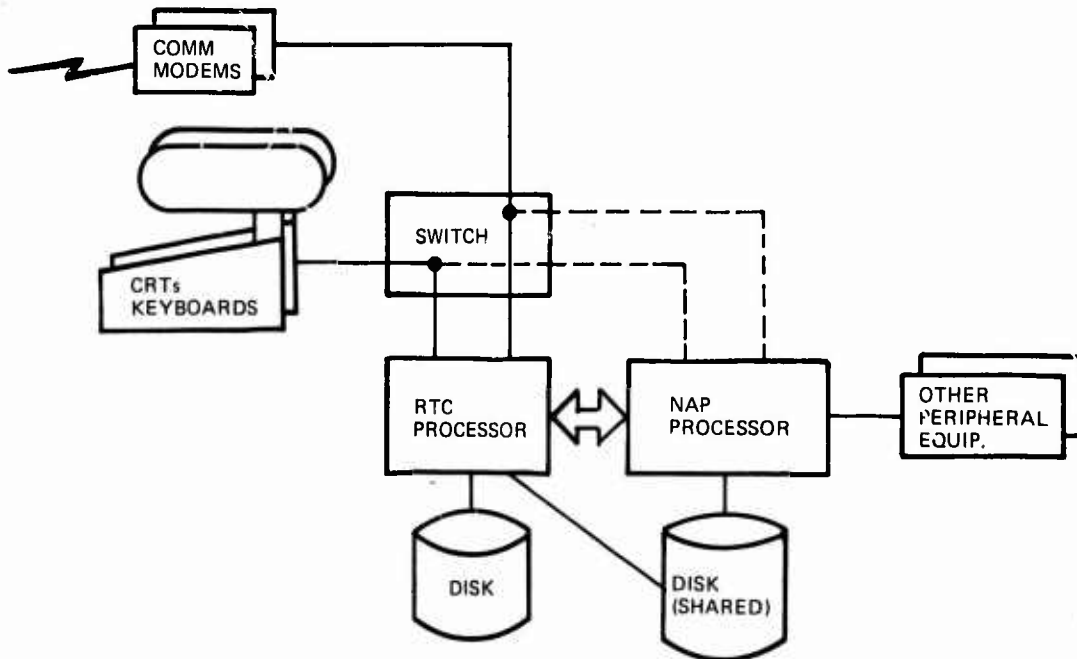 COMM
MODEMS
SWITCH
CRTs
KEYBOARDS
RTC
PROCESSOR
NAP
PROCESSOR
OTHER
PERIPHERAL
EQUIP.
DISK
DISK
(SHARED)